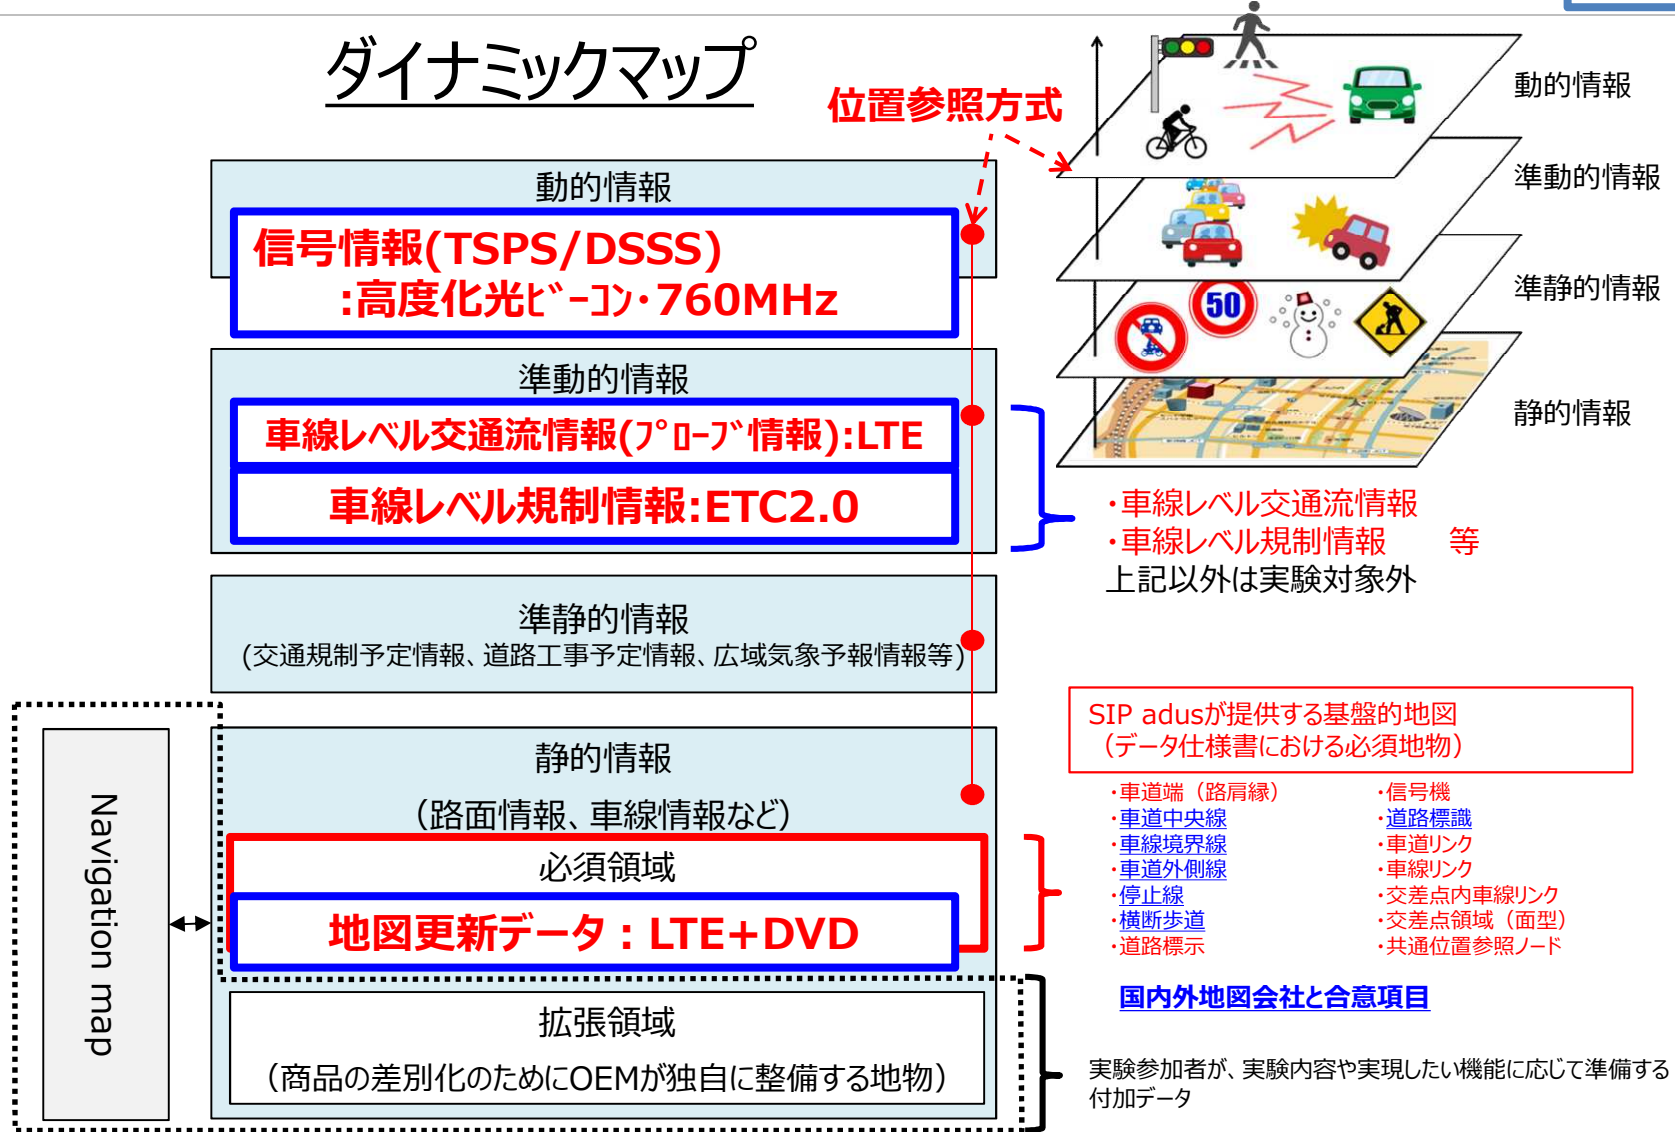 ダイナミックマップ
位置参照方式
動的情報
信号情報(TSPS/DSSS)
:高度化光ﾋﾞｰｺﾝ・760MHz
準動的情報
車線レベル交通流情報(ﾌﾟﾛｰﾌﾞ情報):LTE
車線レベル規制情報:ETC2.0
準静的情報
(交通規制予定情報、道路工事予定情報、広域気象予報情報等)
静的情報
（路面情報、車線情報など）
必須領域
地図更新データ：LTE+DVD
拡張領域
（商品の差別化のためにOEMが独自に整備する地物）
Navigation map
動的情報
準動的情報
50
準静的情報
静的情報
・車線レベル交通流情報
・車線レベル規制情報　　等
上記以外は実験対象外
SIP adusが提供する基盤的地図
（データ仕様書における必須地物）
・車道端（路肩縁）
・車道中央線
・車線境界線
・車道外側線
・停止線
・横断歩道
・道路標示
・信号機
・道路標識
・車道リンク
・車線リンク
・交差点内車線リンク
・交差点領域（面型）
・共通位置参照ノード
国内外地図会社と合意項目
実験参加者が、実験内容や実現したい機能に応じて準備する
付加データ